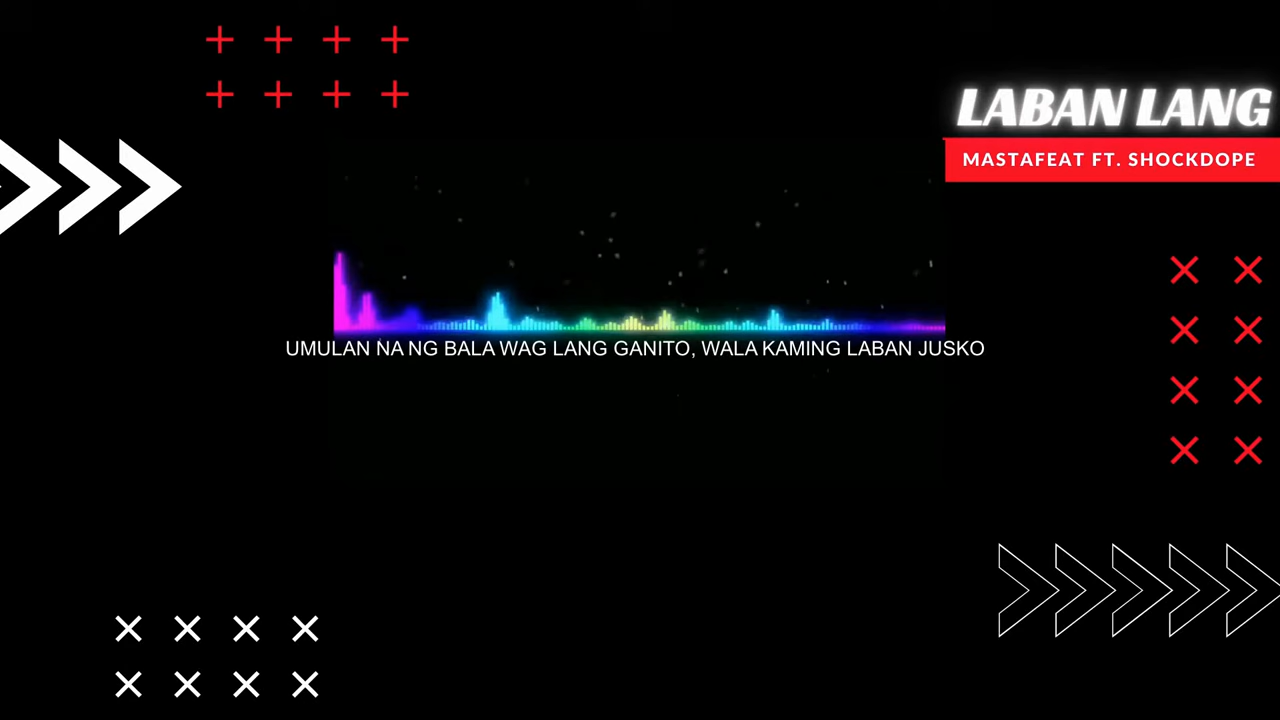 LABAN LANG
MASTAFEAT FT. SHOCKDOPE
UMULAN NA NG BALA WAG LANG GANITO, WALA KAMING LABAN JUSKO